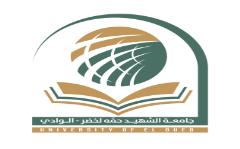 جامعة الشهيد حمه لخضر - الوادي
UNIVERSITY OF EL OUED